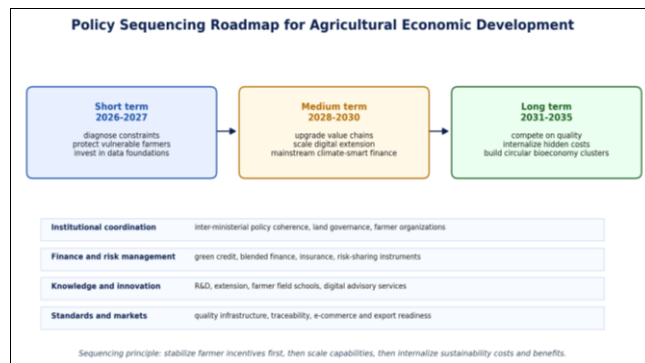 Policy Sequencing Roadmap for Agricultural Economic Development
Short term
2026-2027
diagnose constraints
protect vulnerable farmers
invest in data foundations
Medium term
2028-2030
upgrade value chains
scale digital extension
mainstream climate-smart finance
Long term
2031-2035
compete on quality
internalize hidden costs
build circular bioeconomy clusters
Institutional coordination inter-ministerial policy coherence, land governance, farmer organizations
Finance and risk management green credit, blended finance, insurance, risk-sharing instruments
Knowledge and innovation R&D, extension, farmer field schools, digital advisory services
Standards and markets quality infrastructure, traceability, e-commerce and export readiness
Sequencing principle: stabilize farmer incentives first, then scale capabilities, then internalize sustainability costs and benefits.